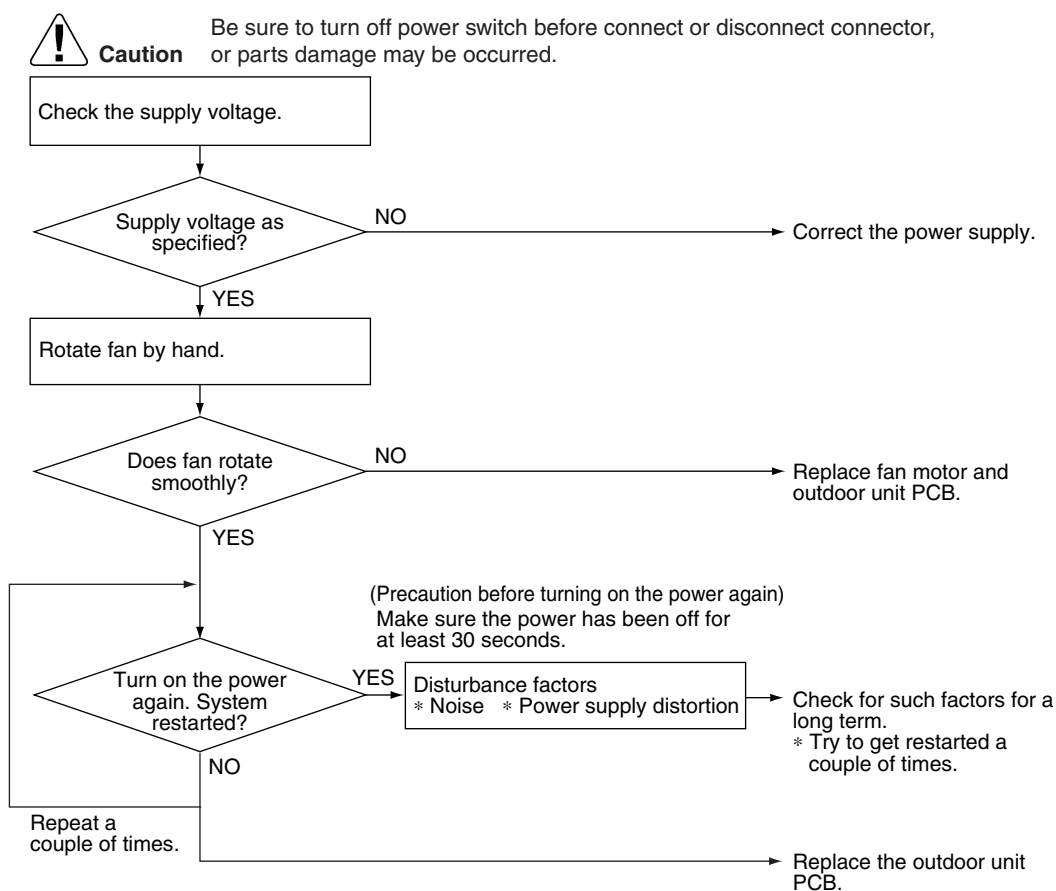 Be sure to turn off power switch before connect or disconnect connector,
Caution or parts damage may be occurred.
Check the supply voltage.
Supply voltage as
specified?
NO
Correct the power supply.
YES
Rotate fan by hand.
Does fan rotate
smoothly?
NO
Replace fan motor and
outdoor unit PCB.
YES
(Precaution before turning on the power again)
Make sure the power has been off for
at least 30 seconds.
Turn on the power
again. System
restarted?
YES
Disturbance factors
∗ Noise ∗ Power supply distortion
Check for such factors for a
long term.
∗ Try to get restarted a
couple of times.
NO
Repeat a
couple of times.
Replace the outdoor unit
PCB.